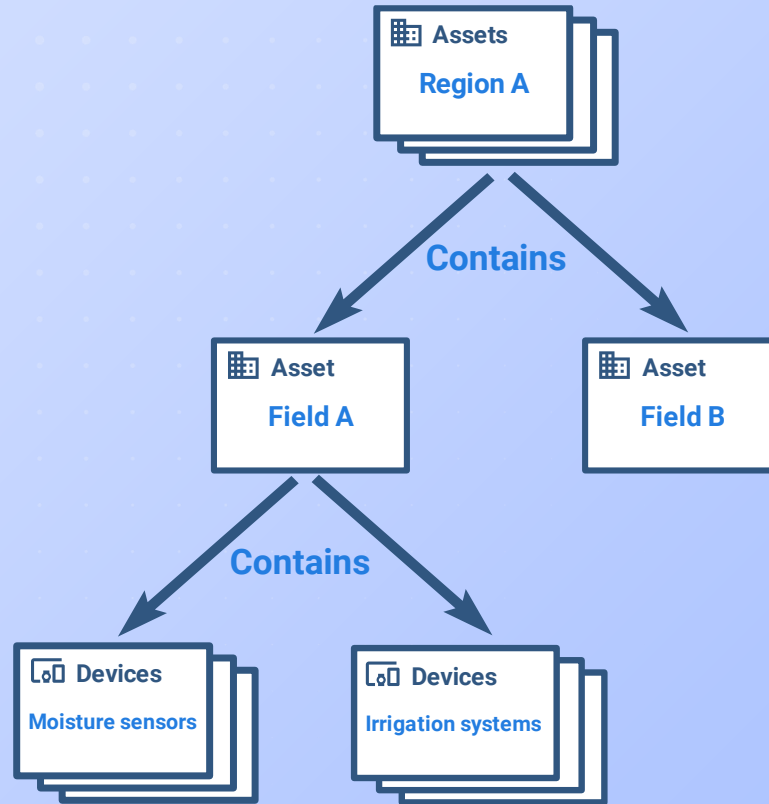 Assets
Region A
Contains
Asset
Field A
Asset
Field B
Contains
Devices
Moisture sensors
Devices
Irrigation systems